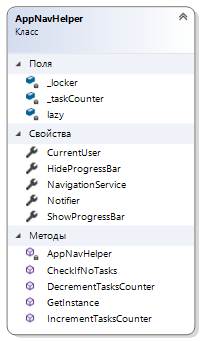 AppNavHelper
Класс
Поля
_locker
_taskCounter
lazy
Свойства
CurrentUser
HideProgressBar
NavigationService
Notifier
ShowProgressBar
Методы
AppNavHelper
CheckIfNoTasks
DecrementTasksCounter
GetInstance
IncrementTasksCounter